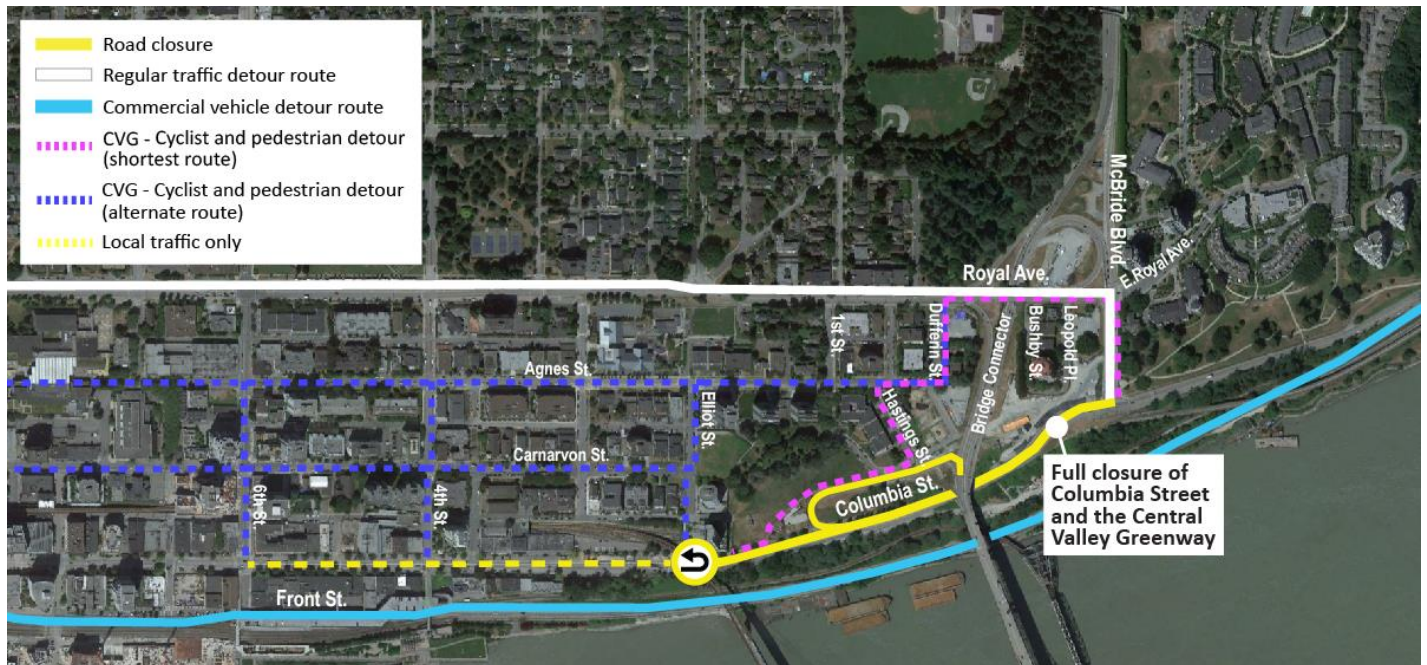 Road closure
Regular traffic detour route
Commercial vehicle detour route
CVG - Cyclist and pedestrian detour
(shortest route)
CVG - Cyclist and pedestrian detour
(alternate route)
Local traffic only
McBride Blvd.
E.Royal Ave.
Royal Ave.
1st St.
Dufferin St.
Bridge Connector
Bushby St.
Leopold Pl.
Agnes St.
Elliot St.
Hastings St.
Carnarvon St.
6th St.
4th St.
Columbia St.
Full closure of
Columbia Street
and the Central
Valley Greenway
Front St.